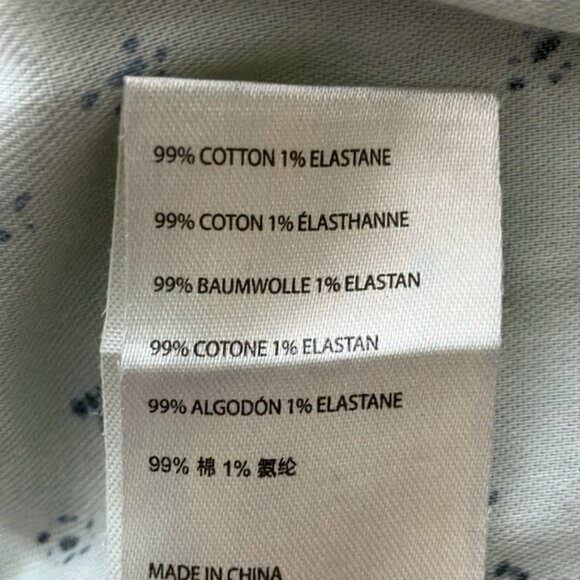 99% COTTON 1% ELASTANE
99% COTON 1% ÉLASTHANNE
99% BAUMWOLLE 1% ELASTAN
99% COTONE 1% ELASTAN
99% ALGODÓN 1% ELASTANE
99% 棉 1% 氨纶
MADE IN CHINA